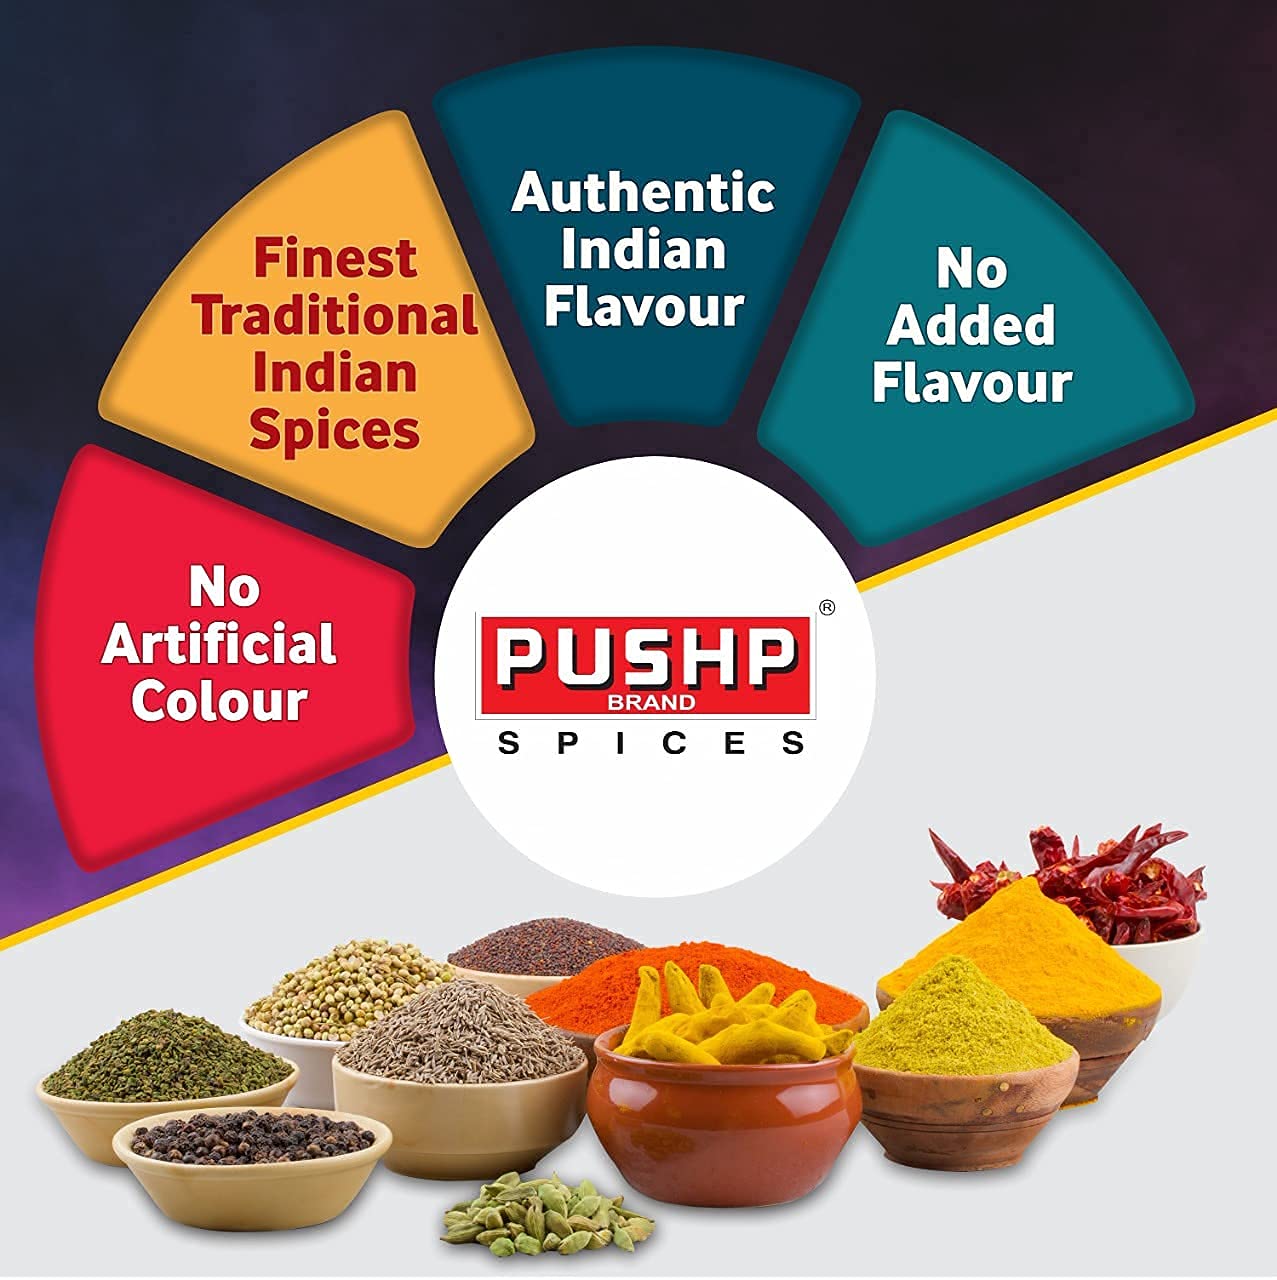 Authentic
Indian
Flavour
Finest
Traditional
Indian
Spices
No
Added
Flavour
No
Artificial
Colour
PUSHP
®
BRAND
SPICES